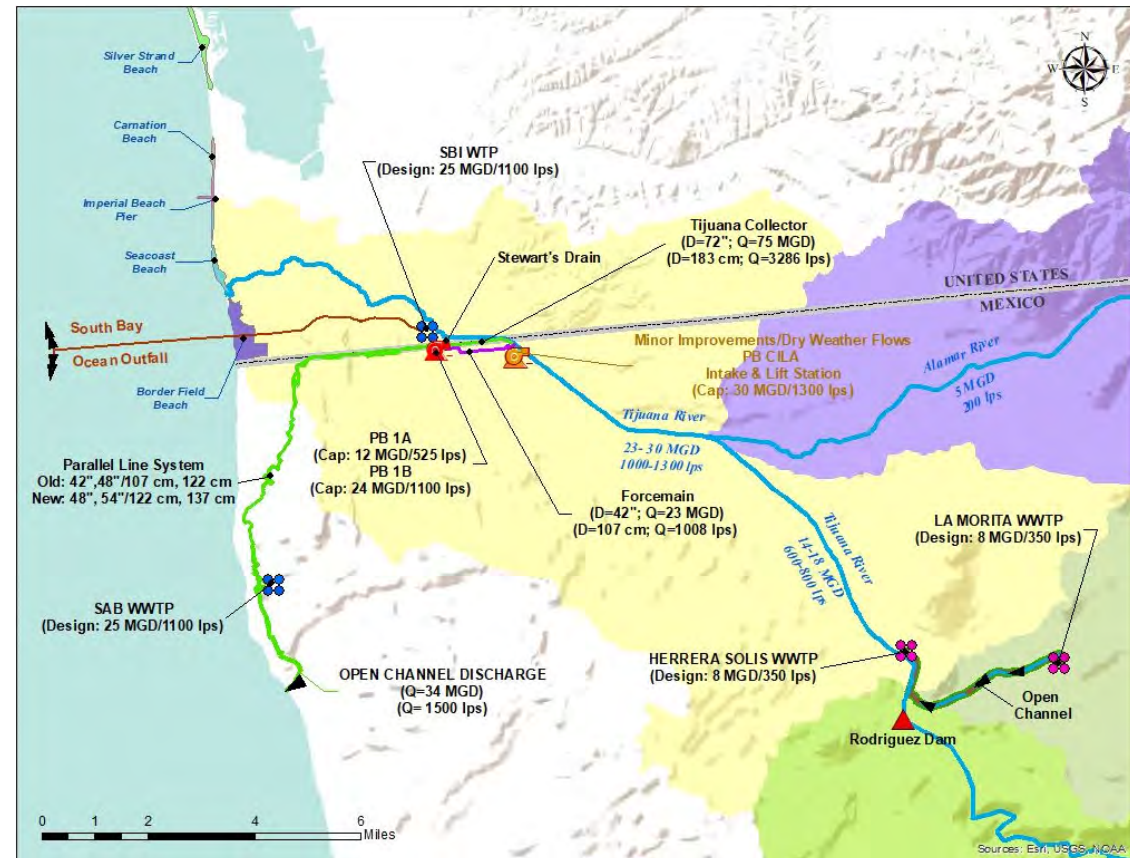 Silver Strand
Beach
Carnation
Beach
Imperial Beach
Pier
Seacoast
Beach
N
W
E
S
SBI WTP
(Design: 25 MGD/1100 lps)
Tijuana Collector
(D=72"; Q=75 MGD)
(D=183 cm; Q=3286 lps)
Stewart's Drain
UNITED STATES
MEXICO
South Bay
Ocean Outfall
Border Field
Beach
Minor Improvements/Dry Weather Flows
PB CILA
Intake & Lift Station
(Cap: 30 MGD/1300 lps)
Alamar River
5 MGD
200 lps
Tijuana River
23- 30 MGD
1000-1300 lps
PB 1A
(Cap: 12 MGD/525 lps)
PB 1B
(Cap: 24 MGD/1100 lps)
Parallel Line System
Old: 42",48"/107 cm, 122 cm
New: 48", 54"/122 cm, 137 cm
Forcemain
(D=42"; Q=23 MGD)
(D=107 cm; Q=1008 lps)
Tijuana River
14-18 MGD
600-800 lps
LA MORITA WWTP
(Design: 8 MGD/350 lps)
SAB WWTP
(Design: 25 MGD/1100 lps)
HERRERA SOLIS WWTP
(Design: 8 MGD/350 lps)
OPEN CHANNEL DISCHARGE
(Q=34 MGD)
(Q= 1500 lps)
Open
Channel
Rodriguez Dam
0 0.5 1 2 4 6
Miles
Sources: Esri, USGS, NOAA